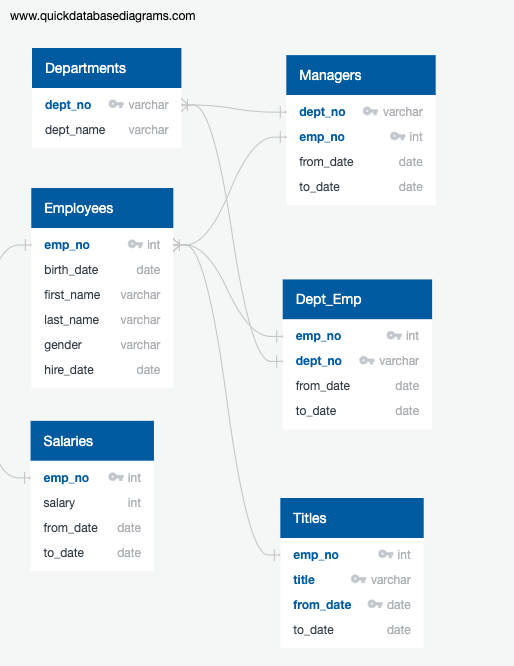 www.quickdatabasediagrams.com
Departments
dept_no varchar
dept_name varchar
Managers
dept_no varchar
emp_no int
from_date date
to_date date
Employees
emp_no int
birth_date date
first_name varchar
last_name varchar
gender varchar
hire_date date
Dept_Emp
emp_no int
dept_no varchar
from_date date
to_date date
Salaries
emp_no int
salary int
from_date date
to_date date
Titles
emp_no int
title varchar
from_date date
to_date date